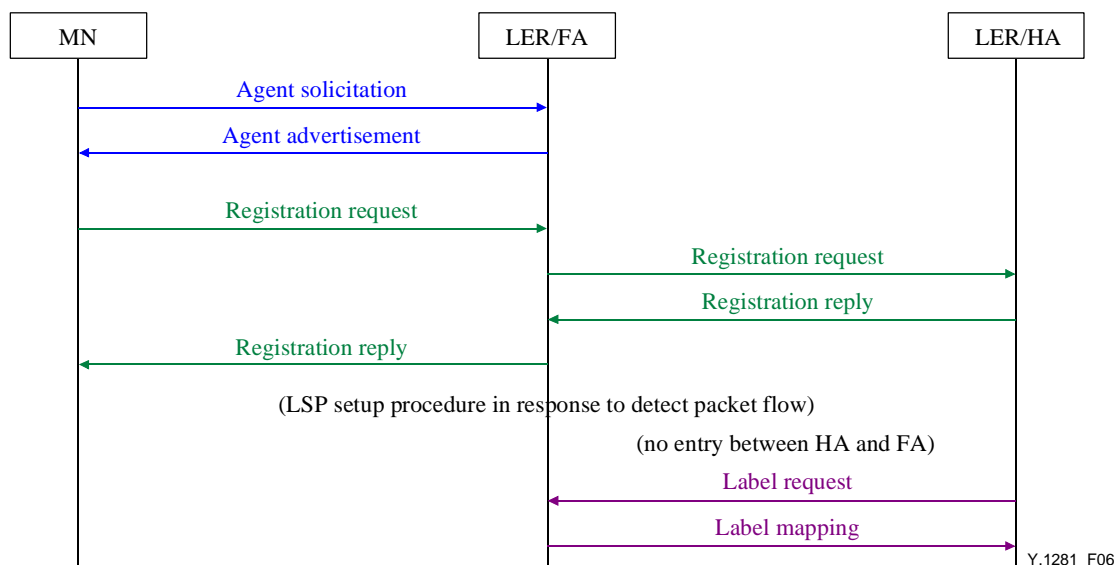 MN
LER/FA
LER/HA
Agent solicitation
Agent advertisement
Registration request
Registration request
Registration reply
Registration reply
(LSP setup procedure in response to detect packet flow)
(no entry between HA and FA)
Label request
Label mapping
Y.1281_F06